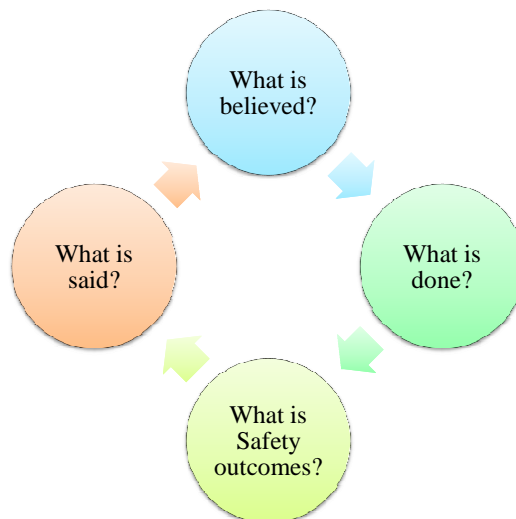 What is
believed?
What is
said?
What is
done?
What is
Safety
outcomes?